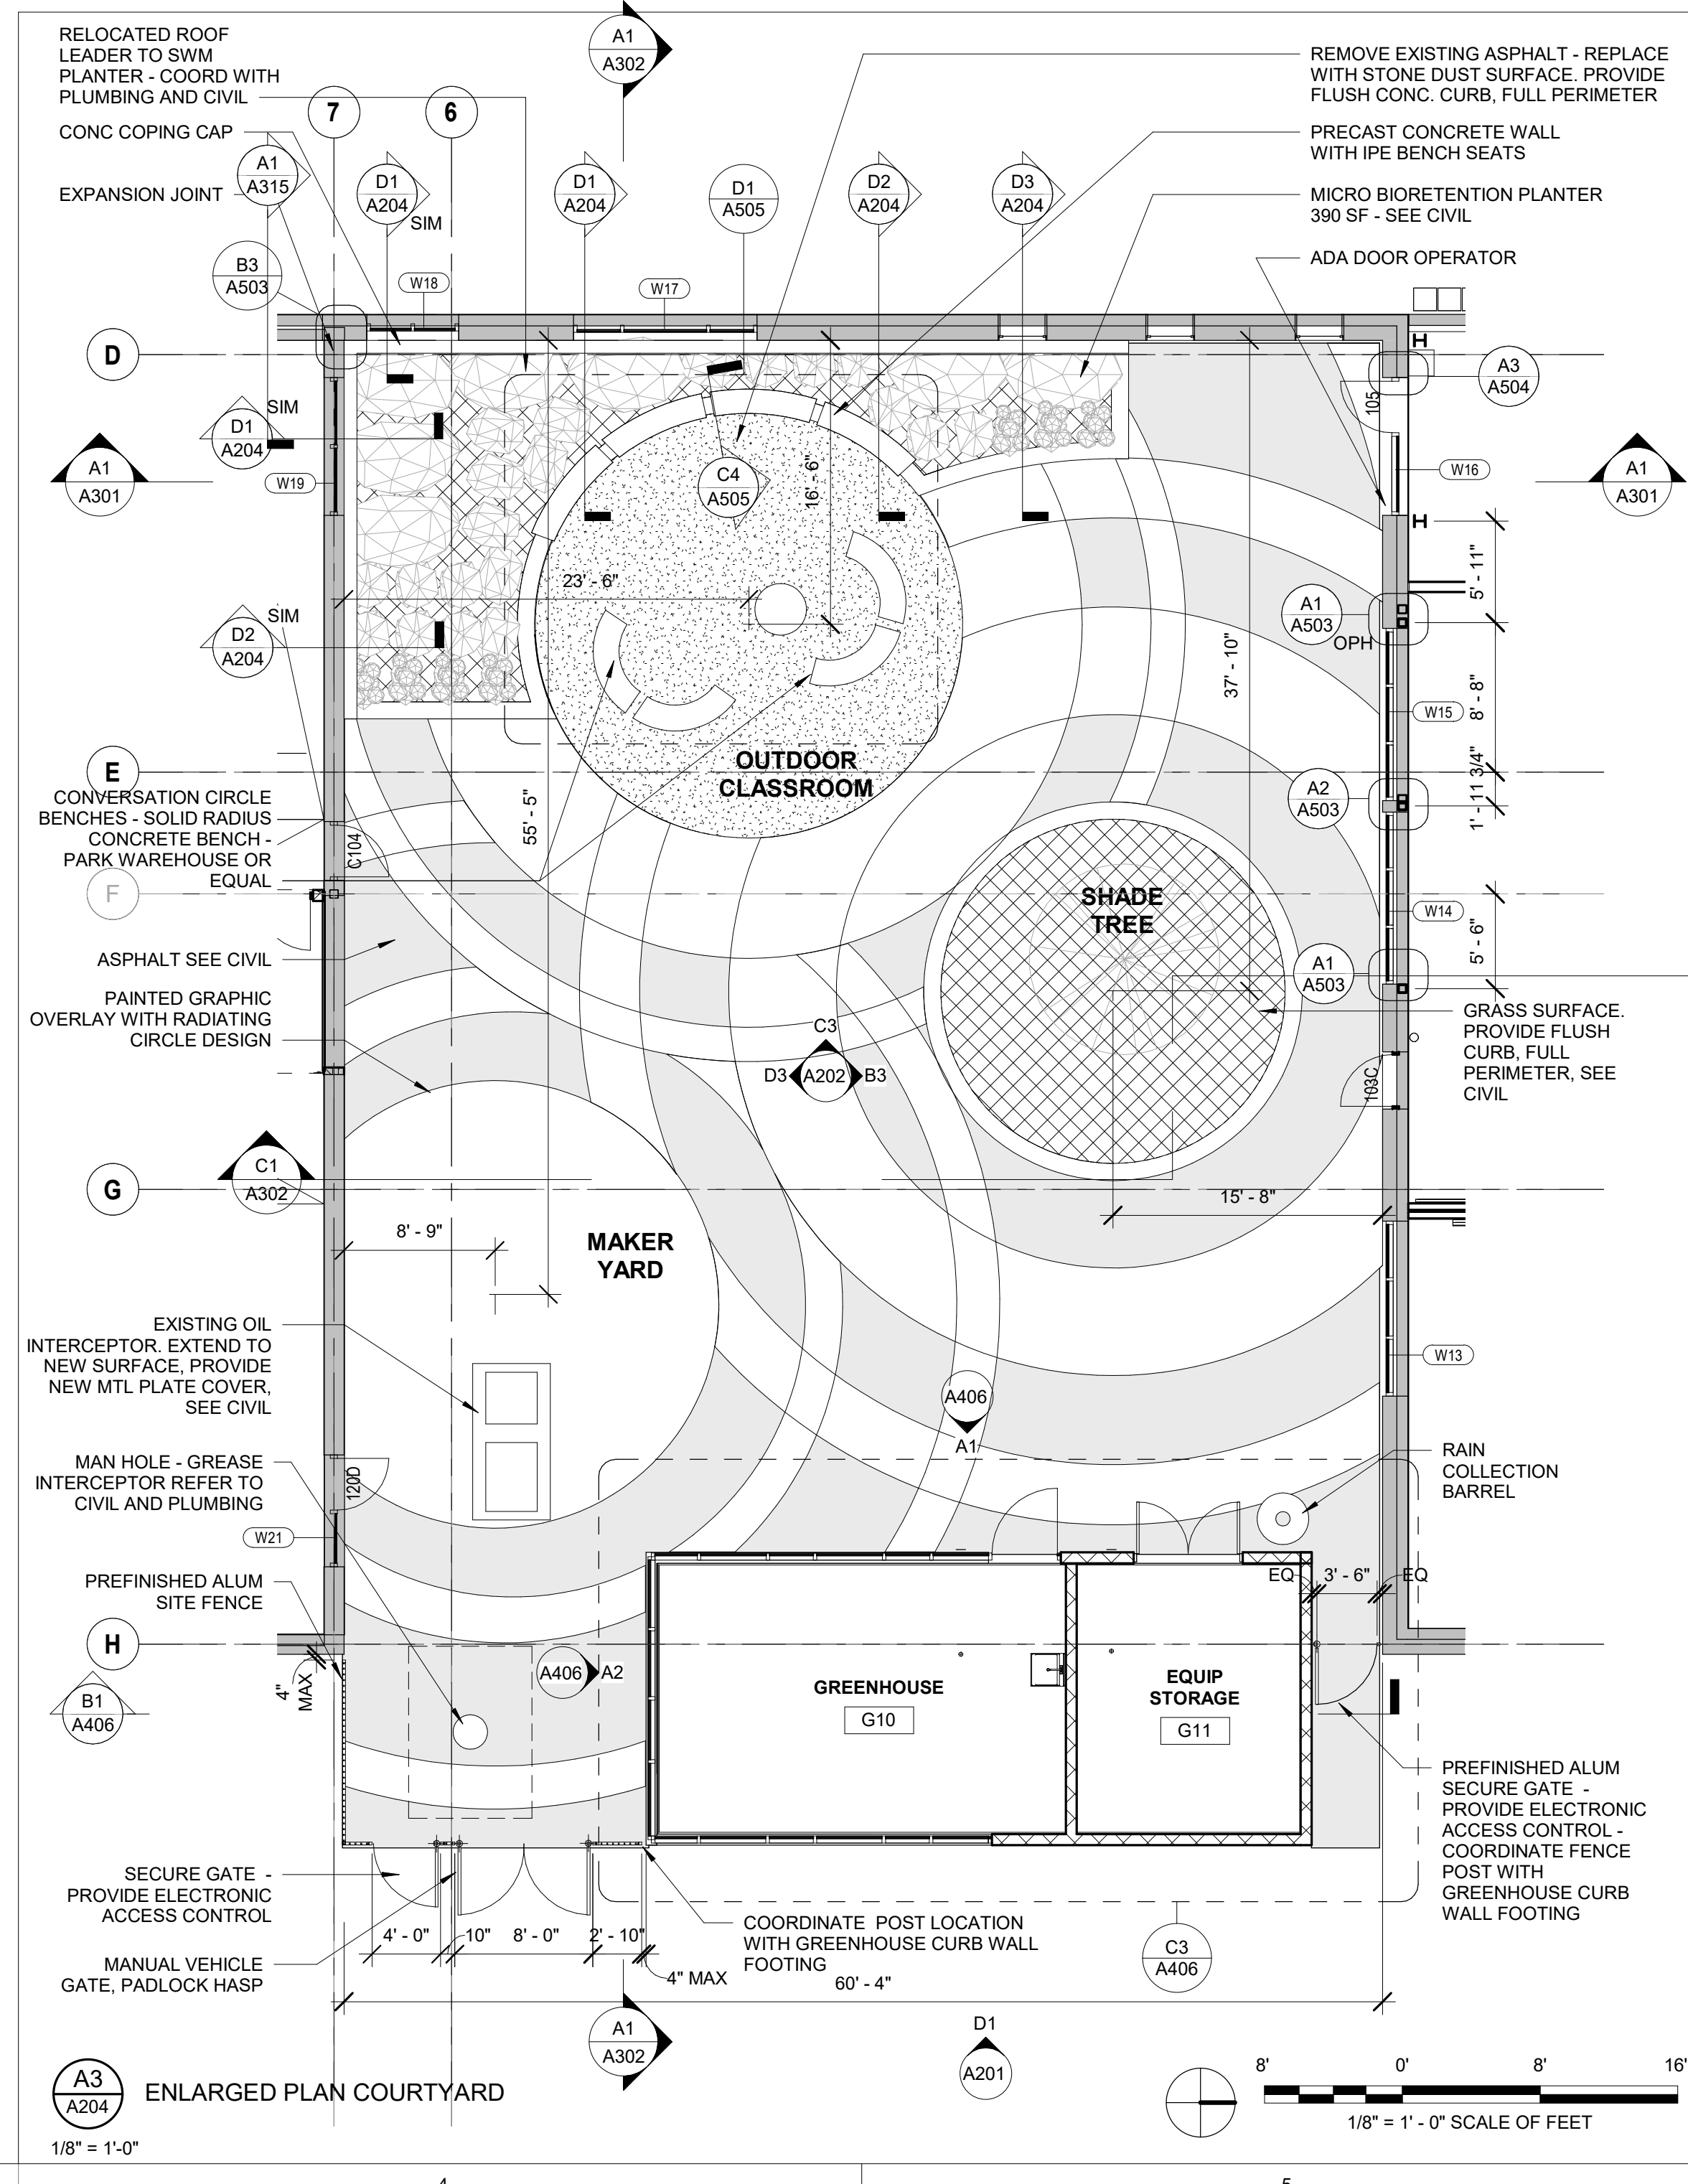 RELOCATED ROOF
LEADER TO SWM
PLANTER - COORD WITH
PLUMBING AND CIVIL
CONC COPING CAP
EXPANSION JOINT
A1
A302
7
6
A1
A315
D1
A204
SIM
D1
A204
D1
A505
D2
A204
D3
A204
REMOVE EXISTING ASPHALT - REPLACE
WITH STONE DUST SURFACE. PROVIDE
FLUSH CONC. CURB, FULL PERIMETER
PRECAST CONCRETE WALL
WITH IPE BENCH SEATS
MICRO BIORETENTION PLANTER
390 SF - SEE CIVIL
ADA DOOR OPERATOR
B3
A503
W18
W17
D
A3
A504
105
SIM
D1
A204
A1
A301
W19
C4
A505
16' - 6"
W16
A1
A301
5' - 11"
23' - 6"
A1
A503
OPH
SIM
D2
A204
37' - 10"
W15
8' - 8"
OUTDOOR
CLASSROOM
E
CONVERSATION CIRCLE
BENCHES - SOLID RADIUS
CONCRETE BENCH -
PARK WAREHOUSE OR
EQUAL
C104
55' - 5"
A2
A503
1' - 11 3/4"
F
SHADE
TREE
W14
5' - 6"
A1
A503
ASPHALT SEE CIVIL
PAINTED GRAPHIC
OVERLAY WITH RADIATING
CIRCLE DESIGN
C3
D3
A202
B3
GRASS SURFACE.
PROVIDE FLUSH
CURB, FULL
PERIMETER, SEE
CIVIL
103C
C1
A302
G
15' - 8"
8' - 9"
MAKER
YARD
EXISTING OIL
INTERCEPTOR. EXTEND TO
NEW SURFACE, PROVIDE
NEW MTL PLATE COVER,
SEE CIVIL
W13
A406
A1
MAN HOLE - GREASE
INTERCEPTOR REFER TO
CIVIL AND PLUMBING
120D
W21
RAIN
COLLECTION
BARREL
PREFINISHED ALUM
SITE FENCE
EQ
3' - 6"
EQ
H
4"
MAX
B1
A406
A406
A2
GREENHOUSE
G10
EQUIP
STORAGE
G11
PREFINISHED ALUM
SECURE GATE -
PROVIDE ELECTRONIC
ACCESS CONTROL -
COORDINATE FENCE
POST WITH
GREENHOUSE CURB
WALL FOOTING
SECURE GATE -
PROVIDE ELECTRONIC
ACCESS CONTROL
MANUAL VEHICLE
GATE, PADLOCK HASP
4' - 0"
10"
8' - 0"
2' - 10"
4" MAX
COORDINATE POST LOCATION
WITH GREENHOUSE CURB WALL
FOOTING
60' - 4"
C3
A406
A1
A302
D1
A201
A3
A204
ENLARGED PLAN COURTYARD
1/8" = 1'-0"
8'
0'
8'
16'
1/8" = 1' - 0" SCALE OF FEET